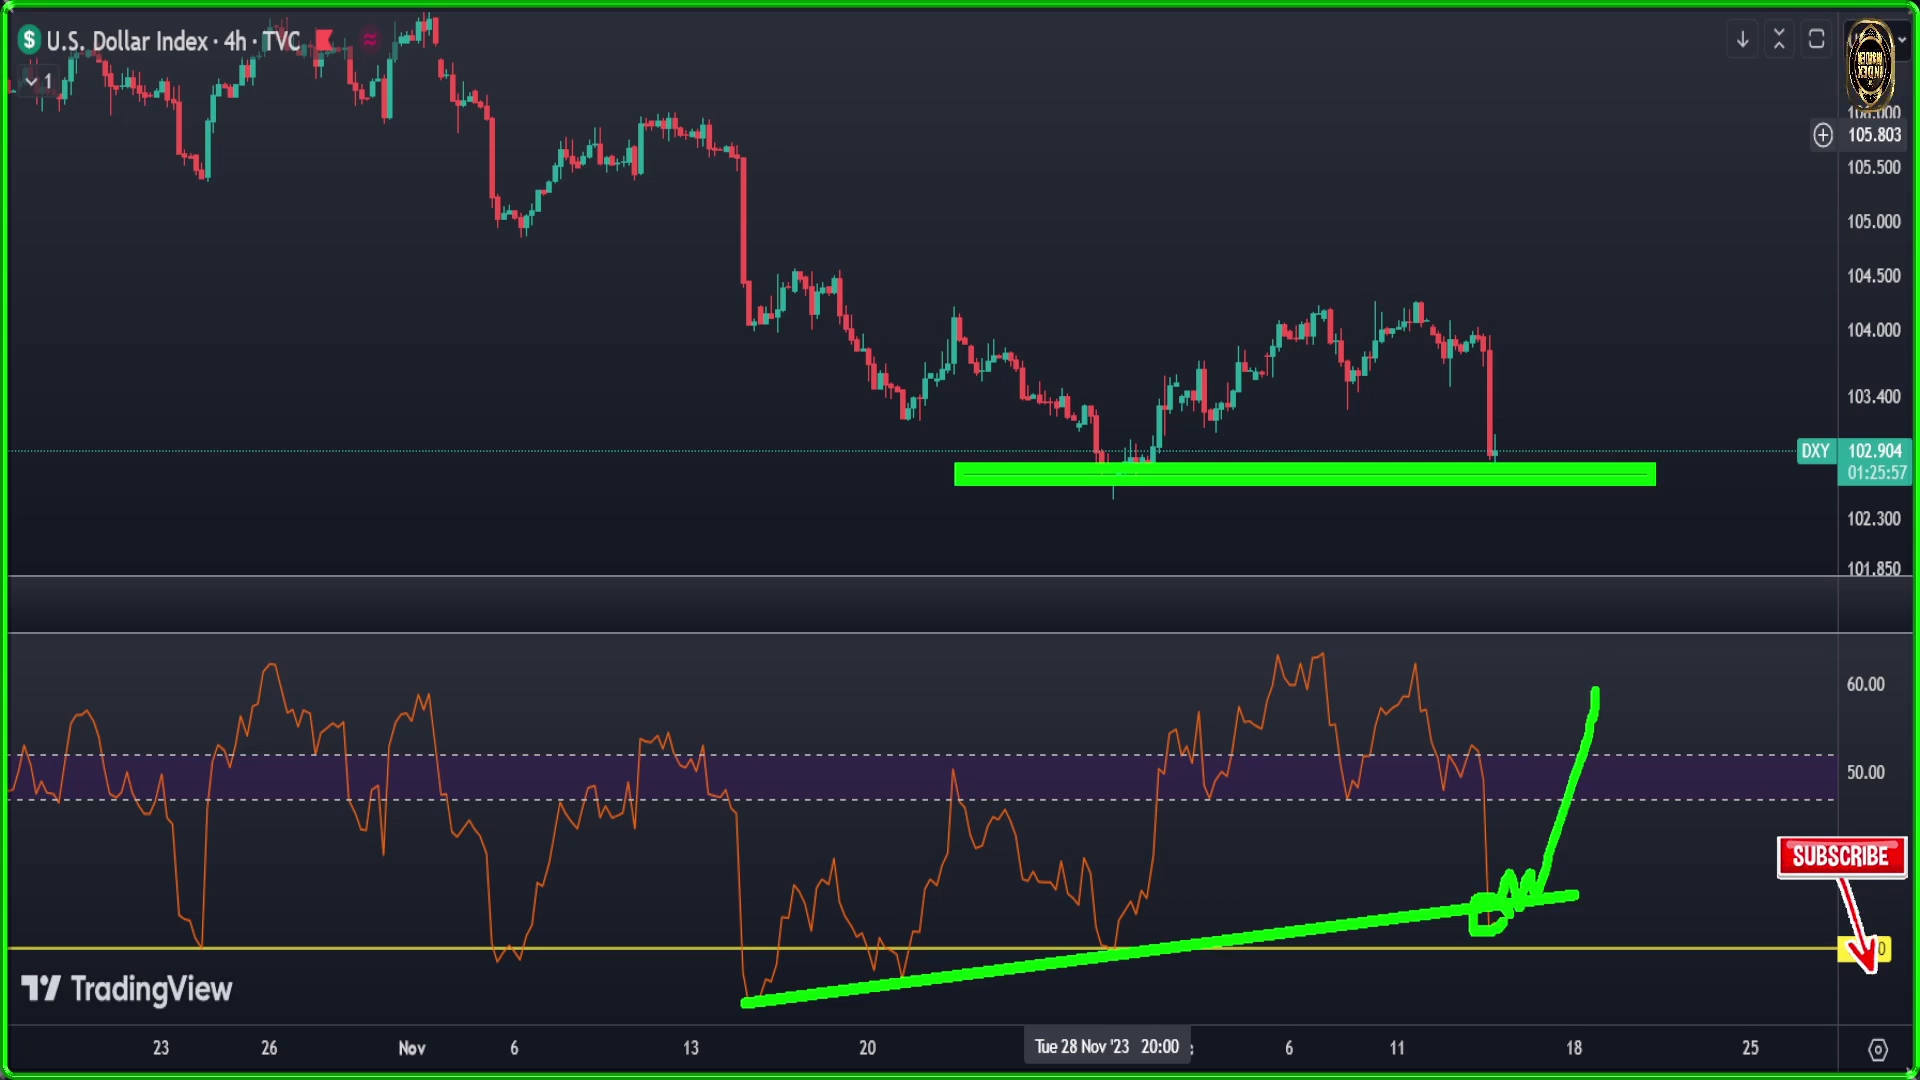 U.S. Dollar Index · 4h · TVC
1
105.803
105.500
105.000
104.500
104.000
103.400
DXY 102.904
01:25:57
102.300
101.850
60.00
50.00
SUBSCRIBE
TradingView
23 26 Nov 6 13 20 Tue 28 Nov '23 20:00 6 11 18 25